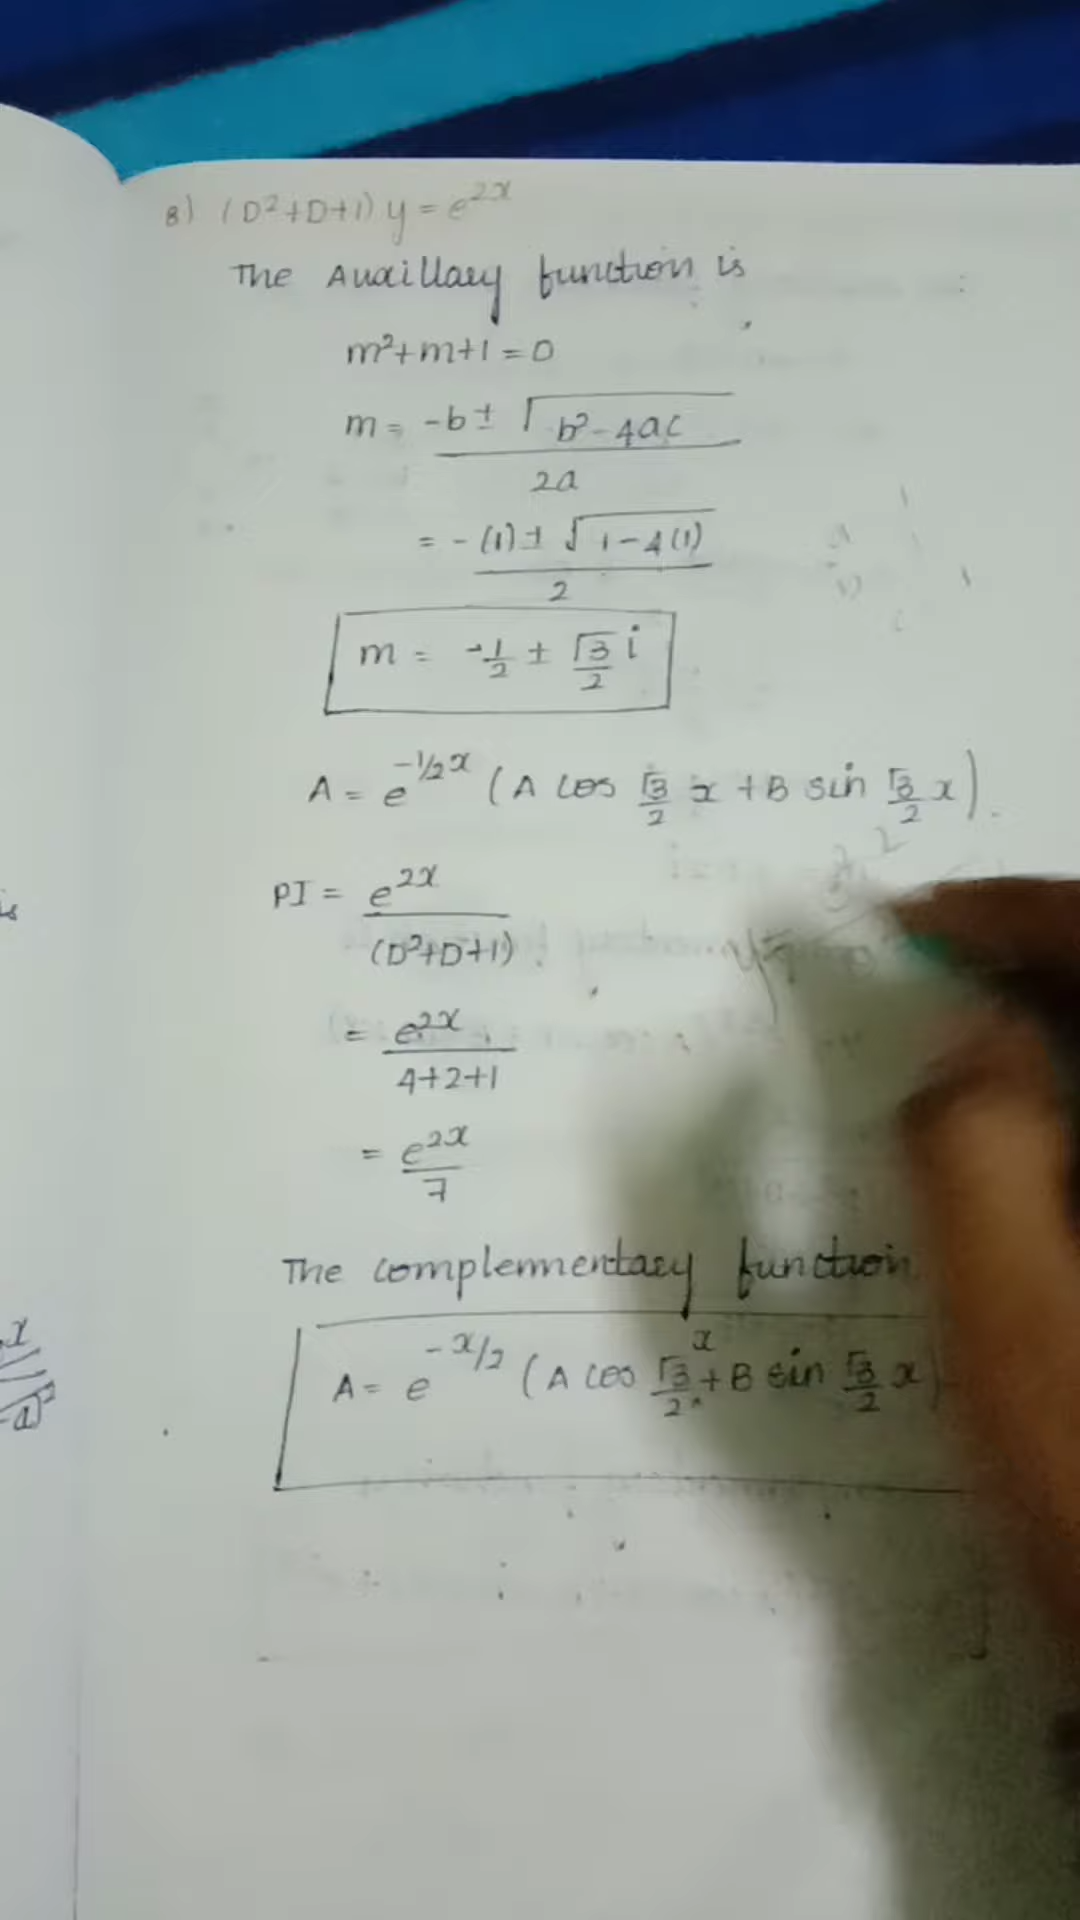 8) (D²+D+1) y = e^2x
The Auxillary function is
m²+m+1 = 0
m = -b ± √b²-4ac
2a
= -(1) ± √1-4(1)
2
m = -1/2 ± √3/2 i
A = e^-1/2x (A cos √3/2 x + B sin √3/2 x).
PI = e^2x
(D²+D+1)
= e^2x
4+2+1
= e^2x
7
The complementary function
A = e^-x/2 (A cos √3/2 x + B sin √3/2 x)